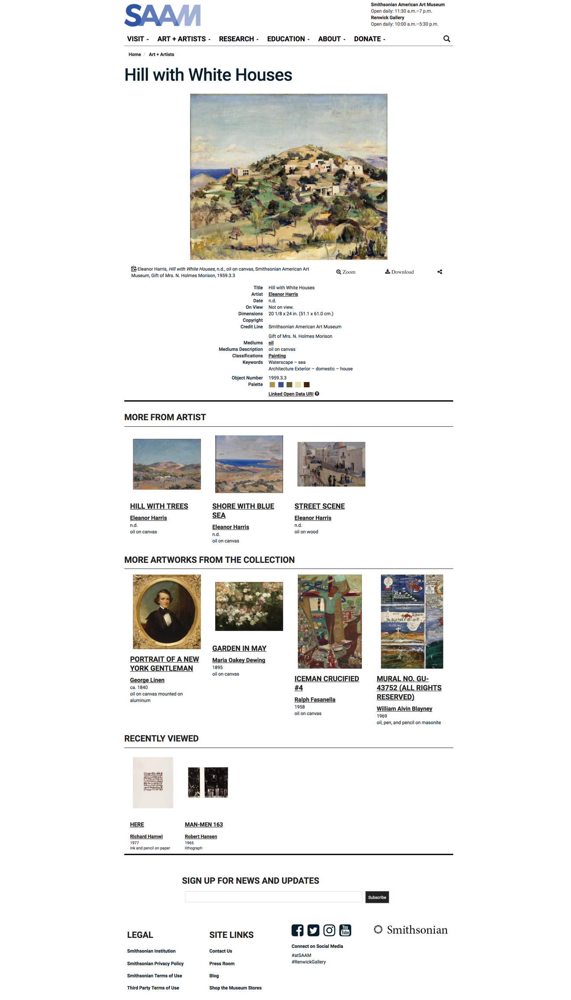 SAAM
Smithsonian American Art Museum
Open daily: 11:30 a.m.–7 p.m.
Renwick Gallery
Open daily: 10:00 a.m.–5:30 p.m.
VISIT ART + ARTISTS RESEARCH EDUCATION ABOUT DONATE
Home / Art + Artists
Hill with White Houses
Eleanor Harris, Hill with White Houses, n.d., oil on canvas, Smithsonian American Art
Museum, Gift of Mrs. N. Holmes Morison, 1959.3.3
Zoom Download
Title Hill with White Houses
Artist Eleanor Harris
Date n.d.
On View Not on view.
Dimensions 20 1/8 x 24 in. (51.1 x 61.0 cm.)
Copyright
Credit Line Smithsonian American Art Museum
Gift of Mrs. N. Holmes Morison
Mediums oil
Mediums Description oil on canvas
Classifications Painting
Keywords Waterscape – sea
Architecture Exterior – domestic – house
Object Number 1959.3.3
Palette
Linked Open Data URI ?
MORE FROM ARTIST
HILL WITH TREES
Eleanor Harris
n.d.
oil on canvas
SHORE WITH BLUE
SEA
Eleanor Harris
n.d.
oil on canvas
STREET SCENE
Eleanor Harris
n.d.
oil on wood
MORE ARTWORKS FROM THE COLLECTION
PORTRAIT OF A NEW
YORK GENTLEMAN
George Linen
ca. 1840
oil on canvas mounted on
aluminum
GARDEN IN MAY
Maria Oakey Dewing
1895
oil on canvas
ICEMAN CRUCIFIED
#4
Ralph Fasanella
1958
oil on canvas
MURAL NO. GU-
43752 (ALL RIGHTS
RESERVED)
William Alvin Blayney
1969
oil, pen, and pencil on masonite
RECENTLY VIEWED
HERE
Richard Hamwi
1977
ink and pencil on paper
MAN-MEN 163
Robert Hansen
1965
lithograph
SIGN UP FOR NEWS AND UPDATES
Subscribe
LEGAL
Smithsonian Institution
Smithsonian Privacy Policy
Smithsonian Terms of Use
Third Party Terms of Use
SITE LINKS
Contact Us
Press Room
Blog
Shop the Museum Stores
You
Tube
Connect on Social Media
#atSAAM
#RenwickGallery
Smithsonian